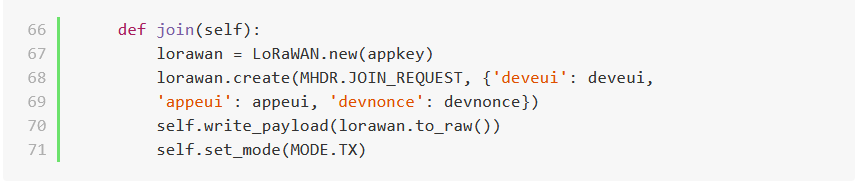 66 def join(self):
67 lorawan = LoRaWAN.new(appkey)
68 lorawan.create(MHDR.JOIN_REQUEST, {'deveui': deveui,
69 'appeui': appeui, 'devnonce': devnonce})
70 self.write_payload(lorawan.to_raw())
71 self.set_mode(MODE.TX)